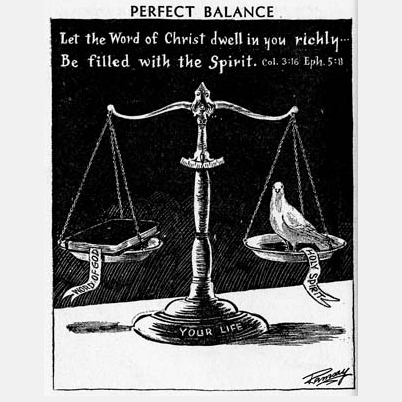 PERFECT BALANCE
Let the Word of Christ dwell in you richly...
Be filled with the Spirit. Col. 3:16 Eph. 5:18
WORD OF GOD
HOLY SPIRIT
YOUR LIFE